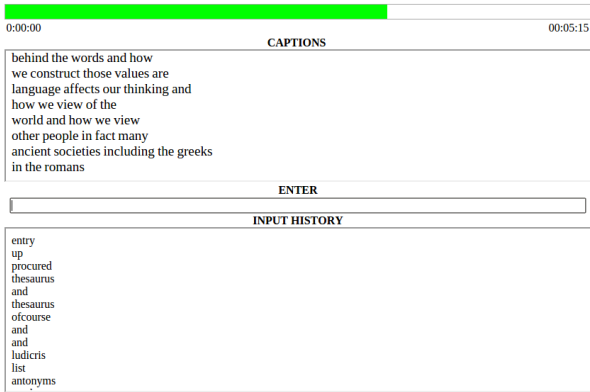 0:00:00 00:05:15
CAPTIONS
behind the words and how
we construct those values are
language affects our thinking and
how we view of the
world and how we view
other people in fact many
ancient societies including the greeks
in the romans
ENTER
INPUT HISTORY
entry
up
procured
thesaurus
and
thesaurus
ofcourse
and
and
ludicris
list
antonyms